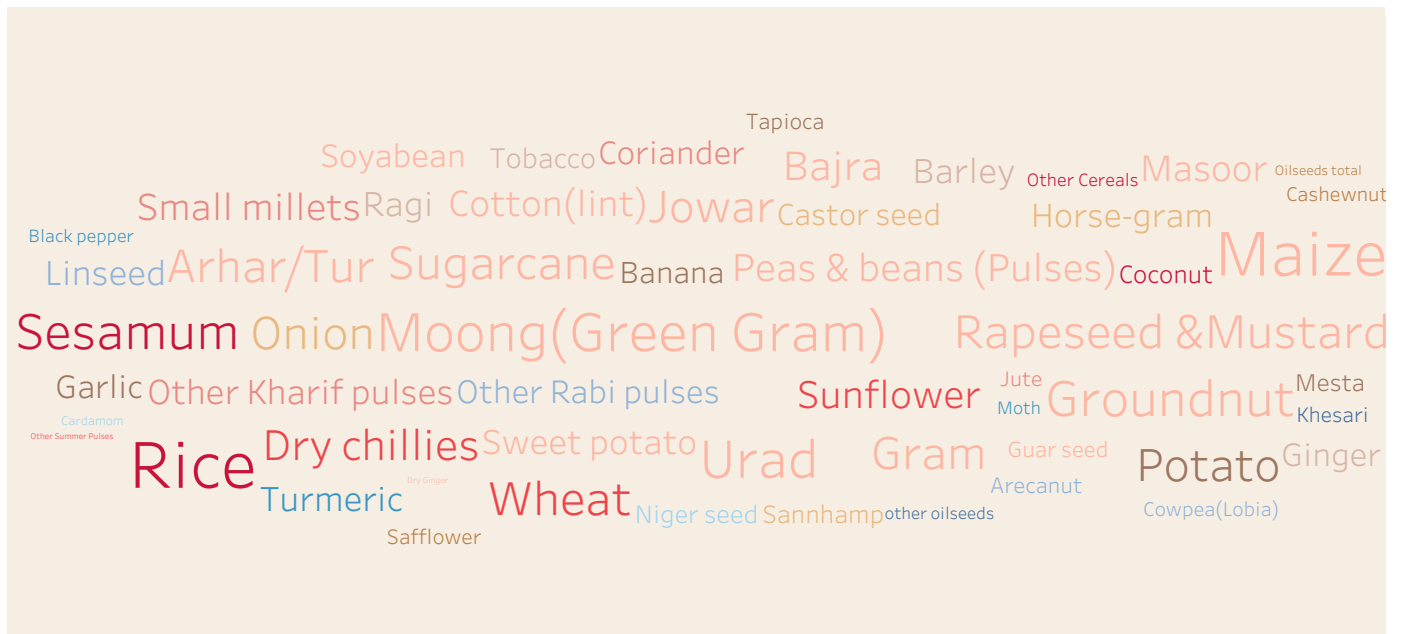 Tapioca
Soyabean Tobacco Coriander Bajra Barley Other Cereals Masoor Oilseeds total
Cashewnut
Small millets Ragi Cotton(lint) Jowar Castor seed Horse-gram
Black pepper
Linseed Arhar/Tur Sugarcane Banana Peas & beans (Pulses) Coconut Maize
Sesamum Onion Moong(Green Gram) Rapeseed &Mustard
Garlic Other Kharif pulses Other Rabi pulses Sunflower Jute Groundnut Mesta
Moth Khesari
Cardamom
Other Summer Pulses
Rice Dry chillies Sweet potato Urad Gram Guar seed Potato Ginger
Turmeric Dry Ginger Wheat Niger seed Sannhamp other oilseeds Arecanut Cowpea(Lobia)
Safflower